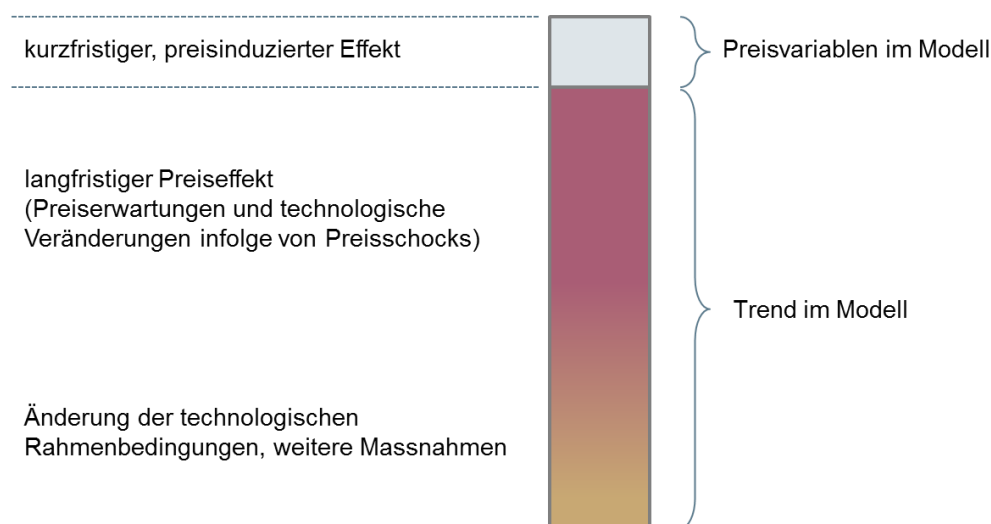 kurzfristiger, preisinduzierter Effekt
Preisvariablen im Modell
langfristiger Preiseffekt
(Preiserwartungen und technologische
Veränderungen infolge von Preisschocks)
Trend im Modell
Änderung der technologischen
Rahmenbedingungen, weitere Massnahmen